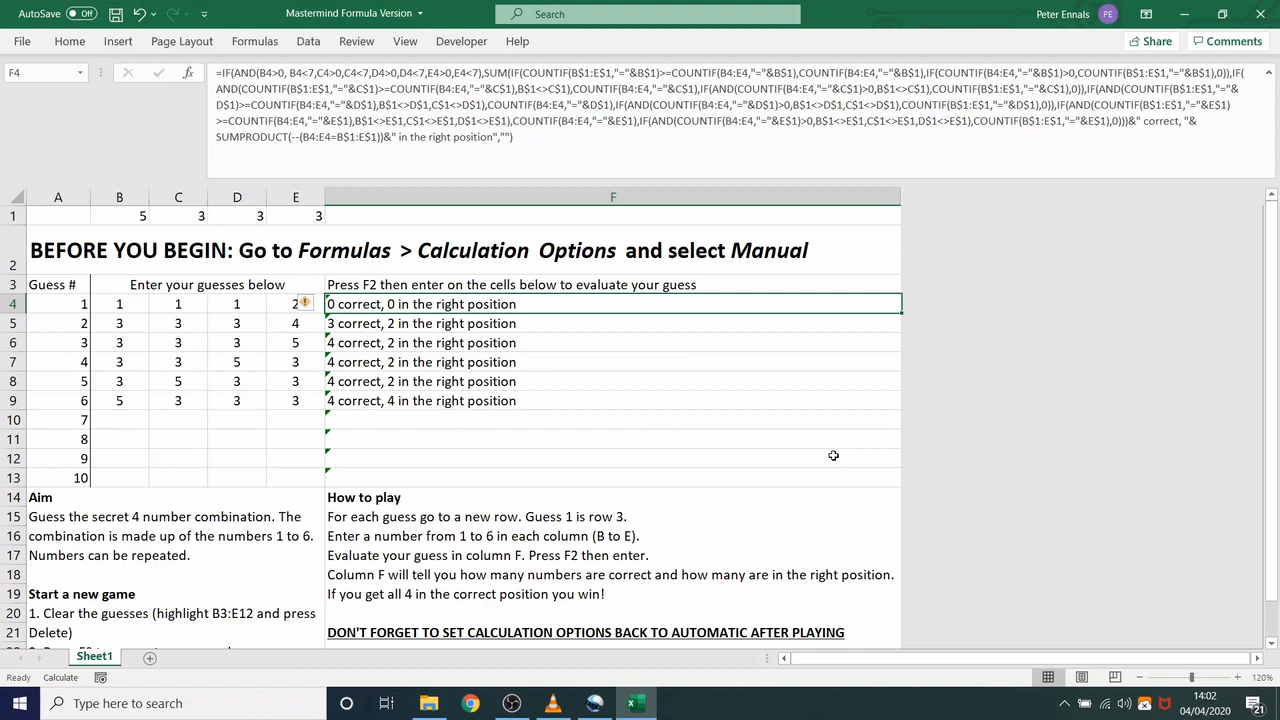 AutoSave Off Mastermind Formula Version Search Peter Ennals PE
File Home Insert Draw Page Layout Formulas Data Review View Developer Help Share Comments
F4 fx =IF(AND(B4>0, B4<7,C4>0,C4<7,D4>0,D4<7,E4>0,E4<7),SUM(IF(COUNTIF(B$1:E$1,"="&B$1)>=COUNTIF(B4:E4,"="&B$1),COUNTIF(B4:E4,"="&B$1),IF(COUNTIF(B4:E4,"="&B$1)>0,COUNTIF(B$1:E$1,"="&B$1),0)),IF(
AND(COUNTIF(B$1:E$1,"="&C$1)>=COUNTIF(B4:E4,"="&C$1),B$1<>C$1),COUNTIF(B4:E4,"="&C$1),IF(AND(COUNTIF(B4:E4,"="&C$1)>0,B$1<>C$1),COUNTIF(B$1:E$1,"="&C$1),0)),IF(AND(COUNTIF(B$1:E$1,"="&
D$1)>=COUNTIF(B4:E4,"="&D$1),B$1<>D$1,C$1<>D$1),COUNTIF(B4:E4,"="&D$1),IF(AND(COUNTIF(B4:E4,"="&D$1)>0,B$1<>D$1,C$1<>D$1),COUNTIF(B$1:E$1,"="&D$1),0)),IF(AND(COUNTIF(B$1:E$1,"="&E$1)
>=COUNTIF(B4:E4,"="&E$1),B$1<>E$1,C$1<>E$1,D$1<>E$1),COUNTIF(B4:E4,"="&E$1),IF(AND(COUNTIF(B4:E4,"="&E$1)>0,B$1<>E$1,C$1<>E$1,D$1<>E$1),COUNTIF(B$1:E$1,"="&E$1),0)))&" correct, "&
SUMPRODUCT(--(B4:E4=B$1:E$1))&" in the right position","")
A B C D E F
1 5 3 3 3
2 BEFORE YOU BEGIN: Go to Formulas > Calculation Options and select Manual
3 Guess # Enter your guesses below Press F2 then enter on the cells below to evaluate your guess
4 1 1 1 1 2 0 correct, 0 in the right position
5 2 3 3 3 4 3 correct, 2 in the right position
6 3 3 3 3 5 4 correct, 2 in the right position
7 4 3 3 5 3 4 correct, 2 in the right position
8 5 3 5 3 3 4 correct, 2 in the right position
9 6 5 3 3 3 4 correct, 4 in the right position
10 7
11 8
12 9
13 10
14 Aim How to play
15 Guess the secret 4 number combination. The For each guess go to a new row. Guess 1 is row 3.
16 combination is made up of the numbers 1 to 6. Enter a number from 1 to 6 in each column (B to E).
17 Numbers can be repeated. Evaluate your guess in column F. Press F2 then enter.
18 Column F will tell you how many numbers are correct and how many are in the right position.
19 Start a new game If you get all 4 in the correct position you win!
20 1. Clear the guesses (highlight B3:E12 and press
21 Delete) DON'T FORGET TO SET CALCULATION OPTIONS BACK TO AUTOMATIC AFTER PLAYING
Sheet1
Ready Calculate 120%
Type here to search 14:02
04/04/2020 21